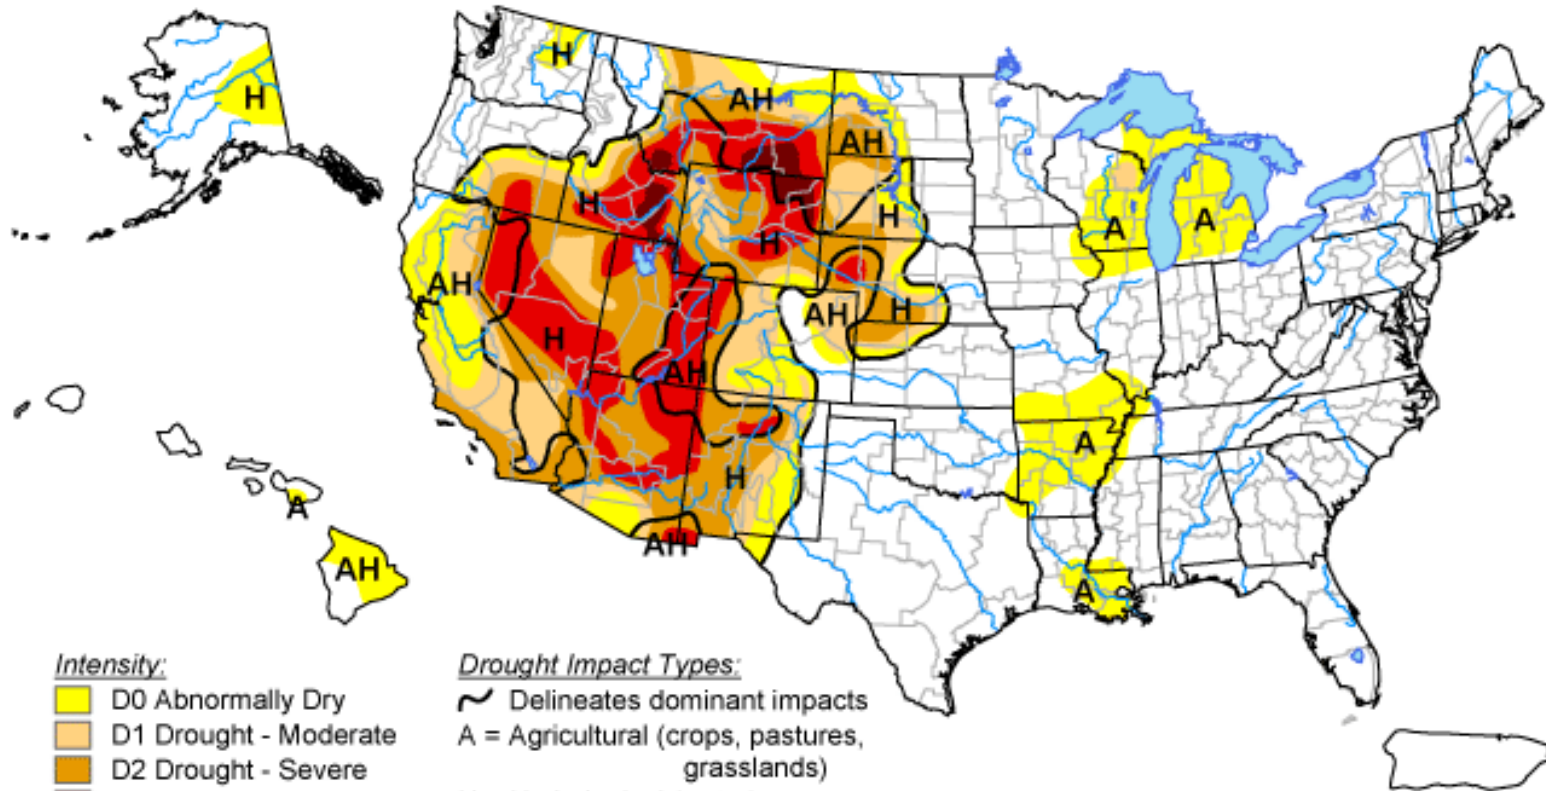 H
H
AH
AH
H
H
A
A
H
AH
AH
H
H
AH
A
H
A
AH
AH
A
Intensity:
D0 Abnormally Dry
D1 Drought - Moderate
D2 Drought - Severe
Drought Impact Types:
Delineates dominant impacts
A = Agricultural (crops, pastures,
grasslands)